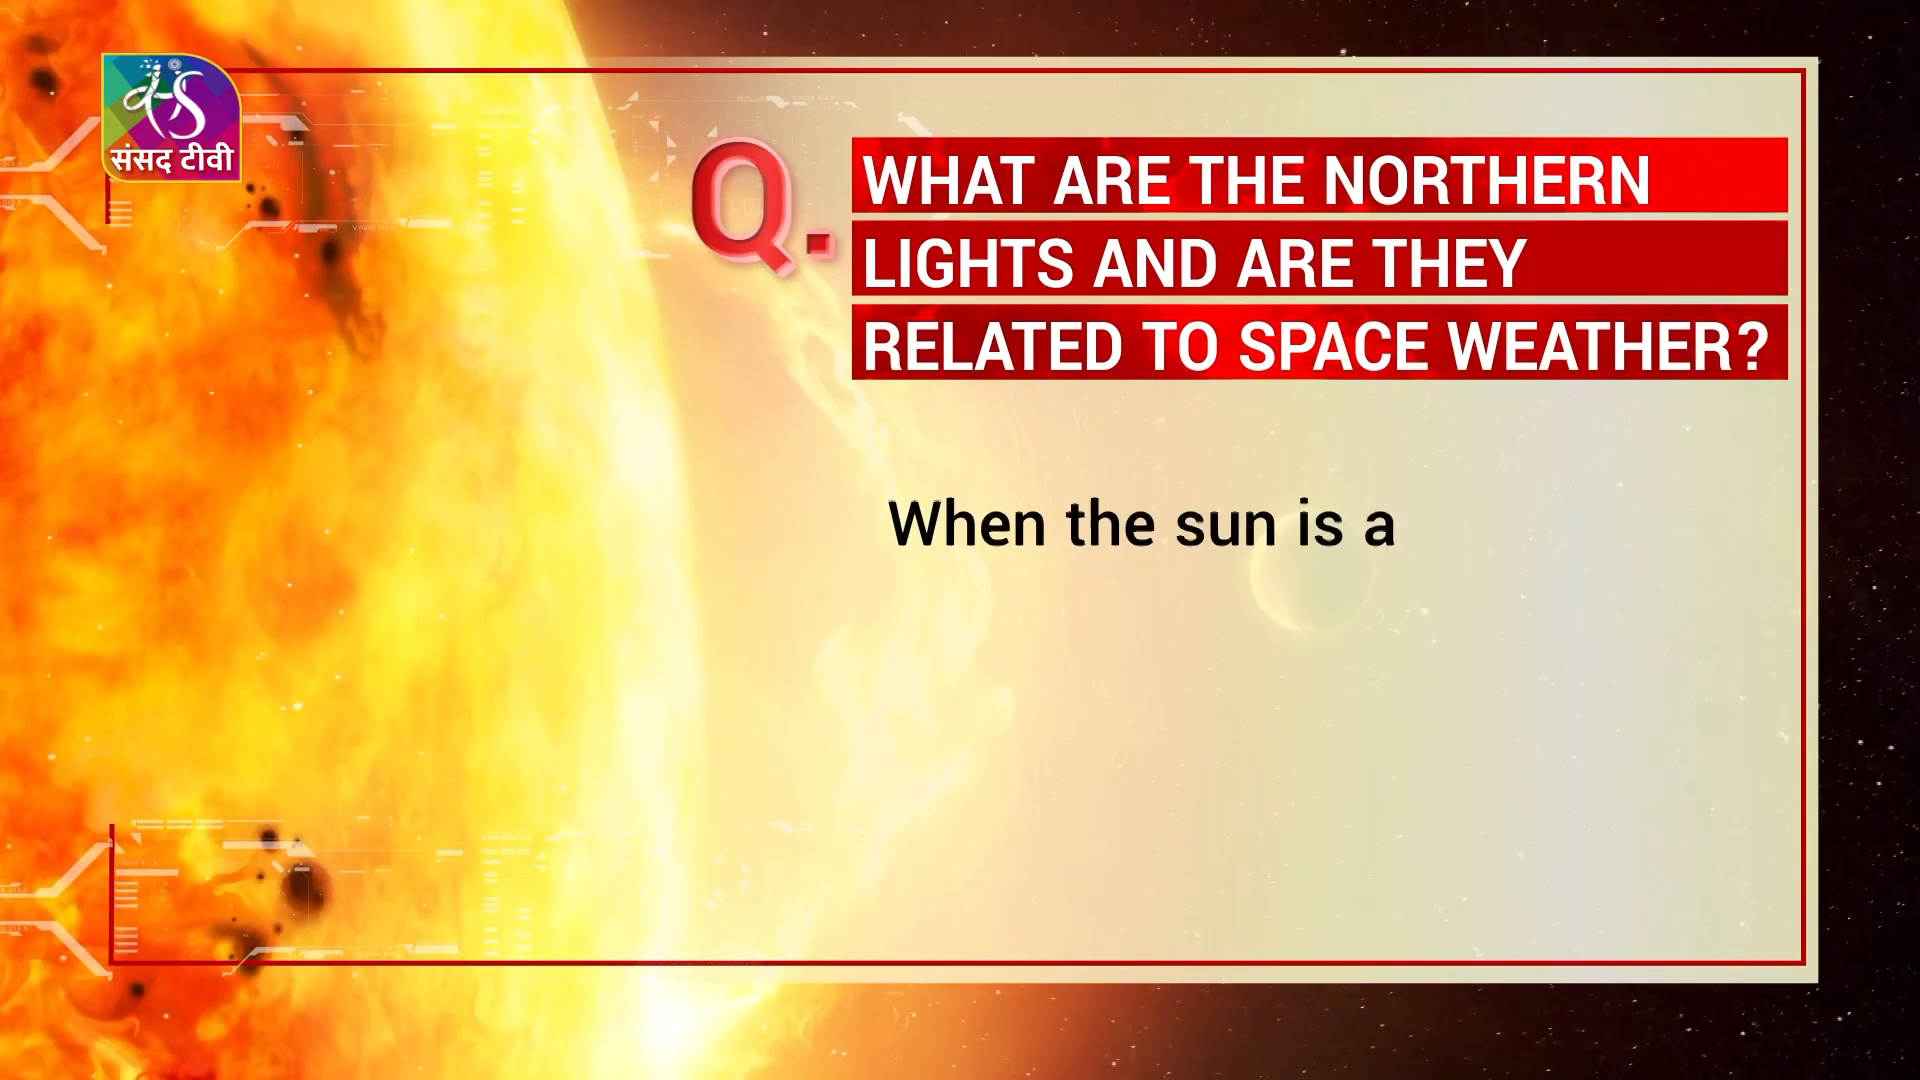 संसद टीवी
Q.
WHAT ARE THE NORTHERN
LIGHTS AND ARE THEY
RELATED TO SPACE WEATHER?
When the sun is a